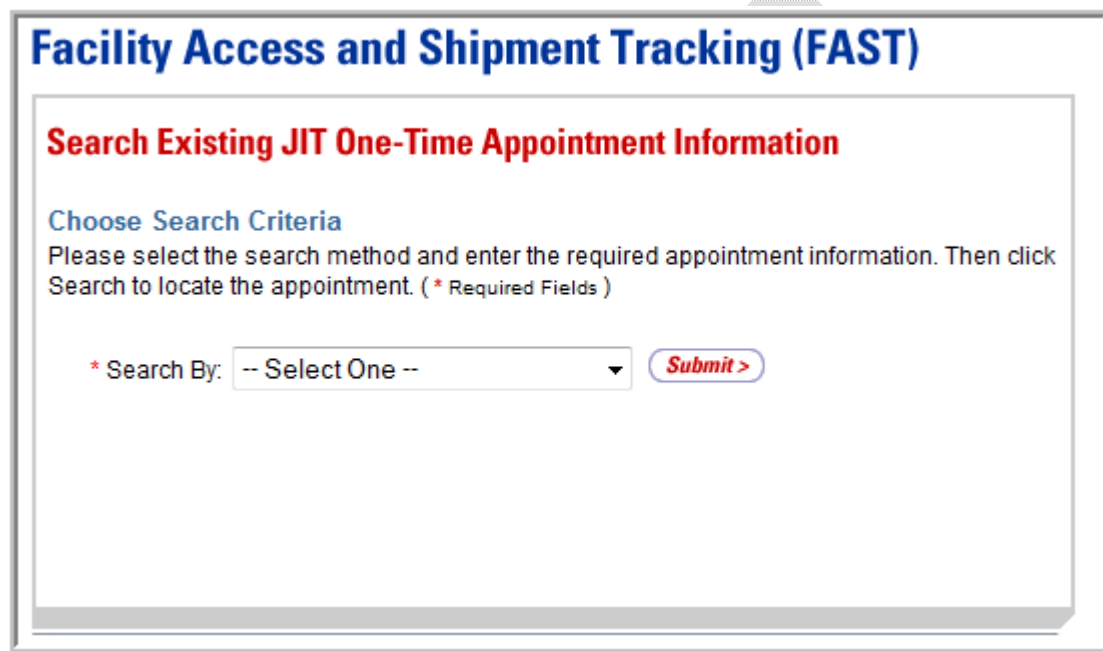 Facility Access and Shipment Tracking (FAST)
Search Existing JIT One-Time Appointment Information
Choose Search Criteria
Please select the search method and enter the required appointment information. Then click
Search to locate the appointment. ( * Required Fields )
* Search By: -- Select One -- Submit >